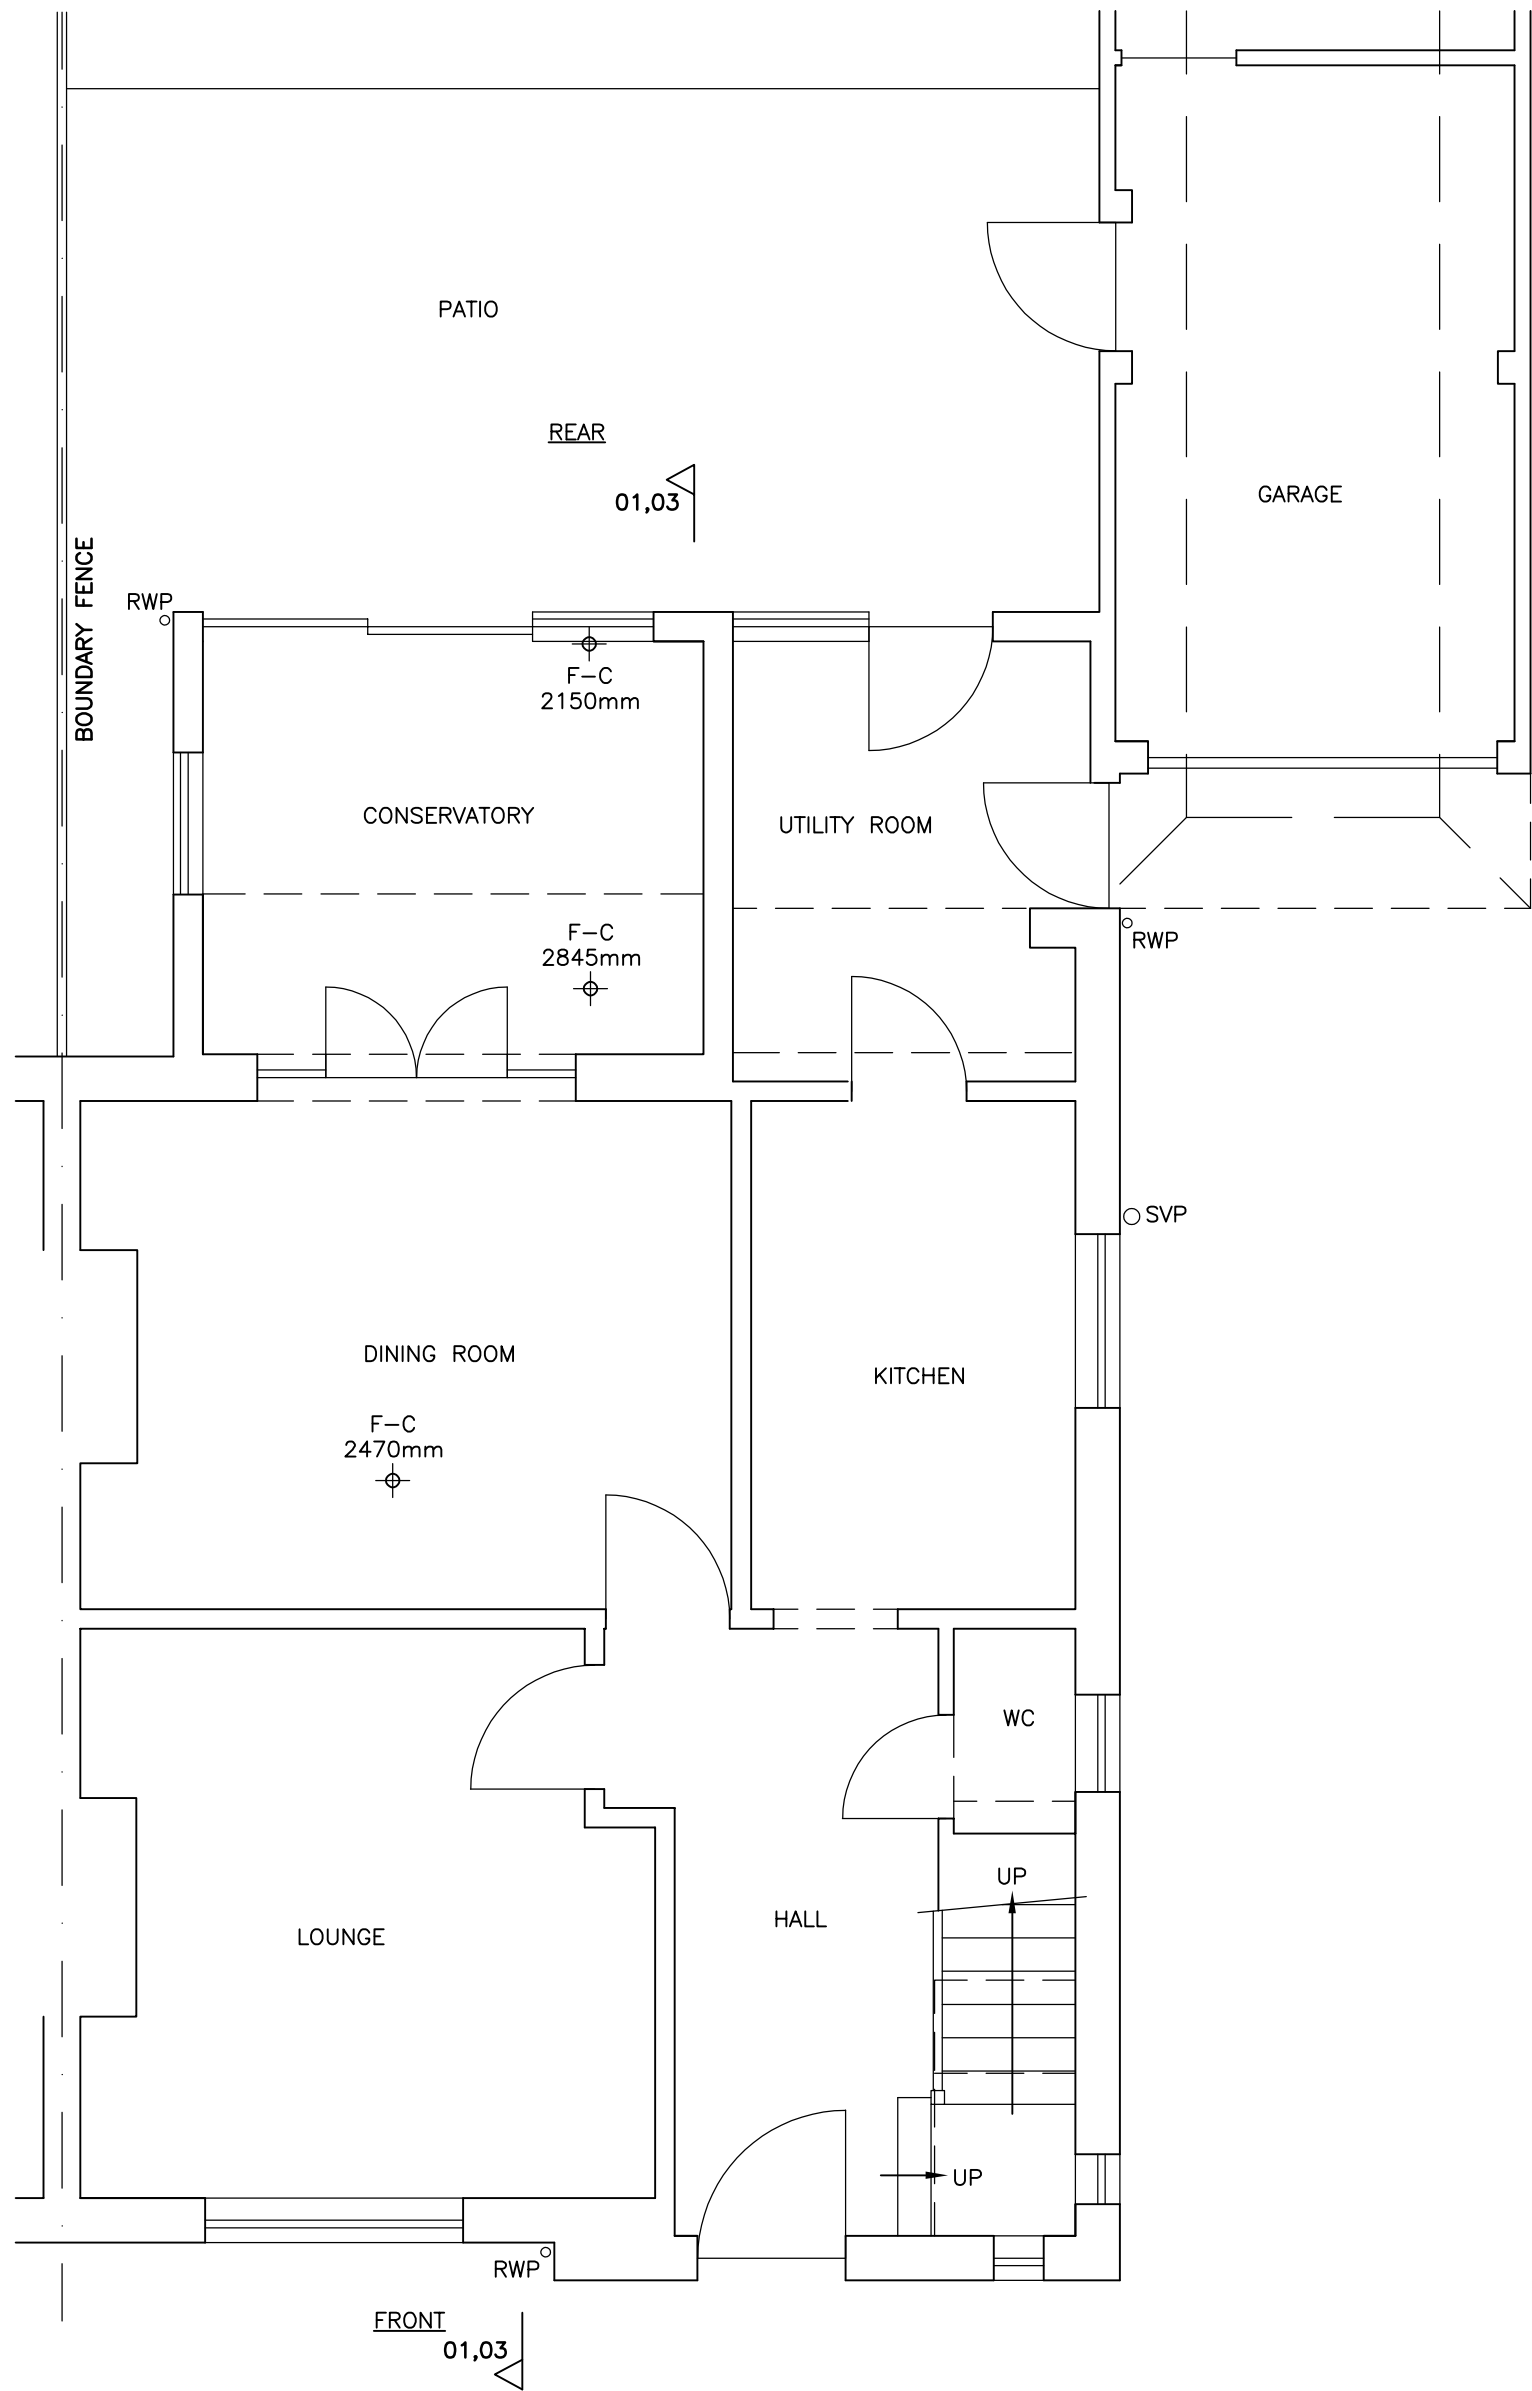 PATIO
REAR
01,03
GARAGE
BOUNDARY FENCE
RWP
F-C
2150mm
CONSERVATORY
UTILITY ROOM
F-C
2845mm
RWP
SVP
DINING ROOM
KITCHEN
F-C
2470mm
WC
UP
HALL
LOUNGE
UP
RWP
FRONT
01,03